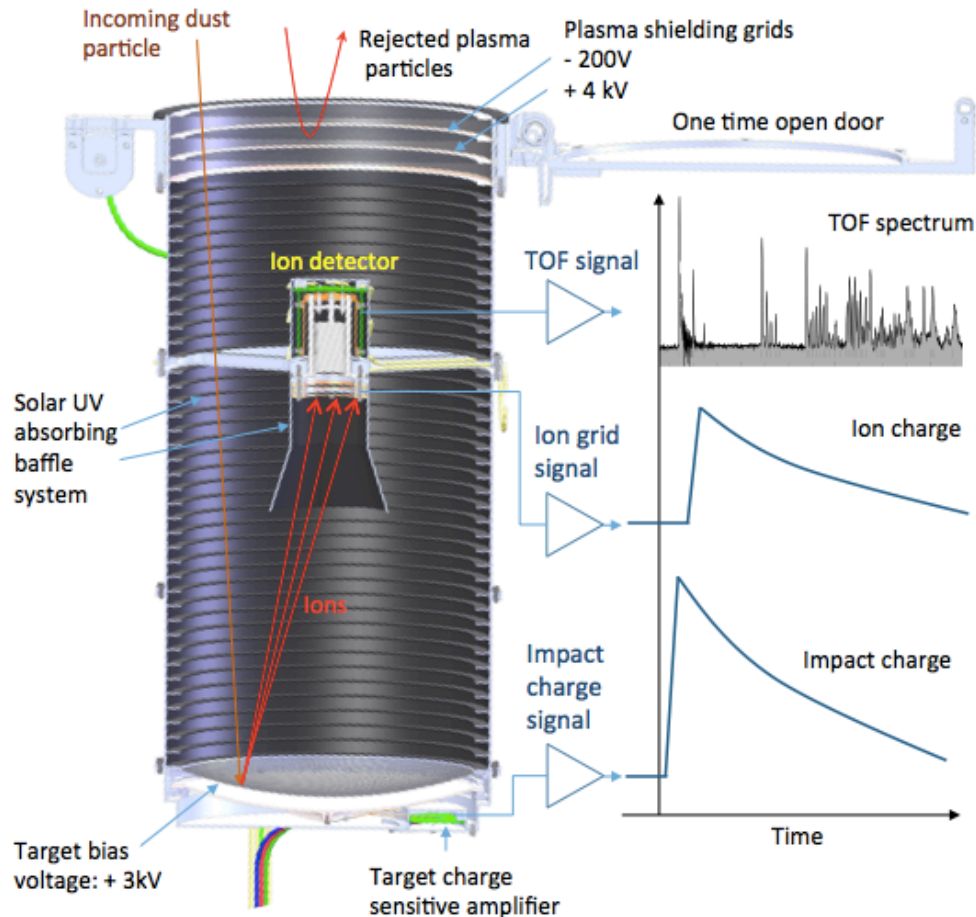 Incoming dust
particle
Rejected plasma
particles
Plasma shielding grids
- 200V
+ 4 kV
One time open door
TOF spectrum
Ion detector
TOF signal
Solar UV
absorbing
baffle
system
Ion grid
signal
Ion charge
Ions
Impact
charge
signal
Impact charge
Target bias
voltage: + 3kV
Target charge
sensitive amplifier
Time